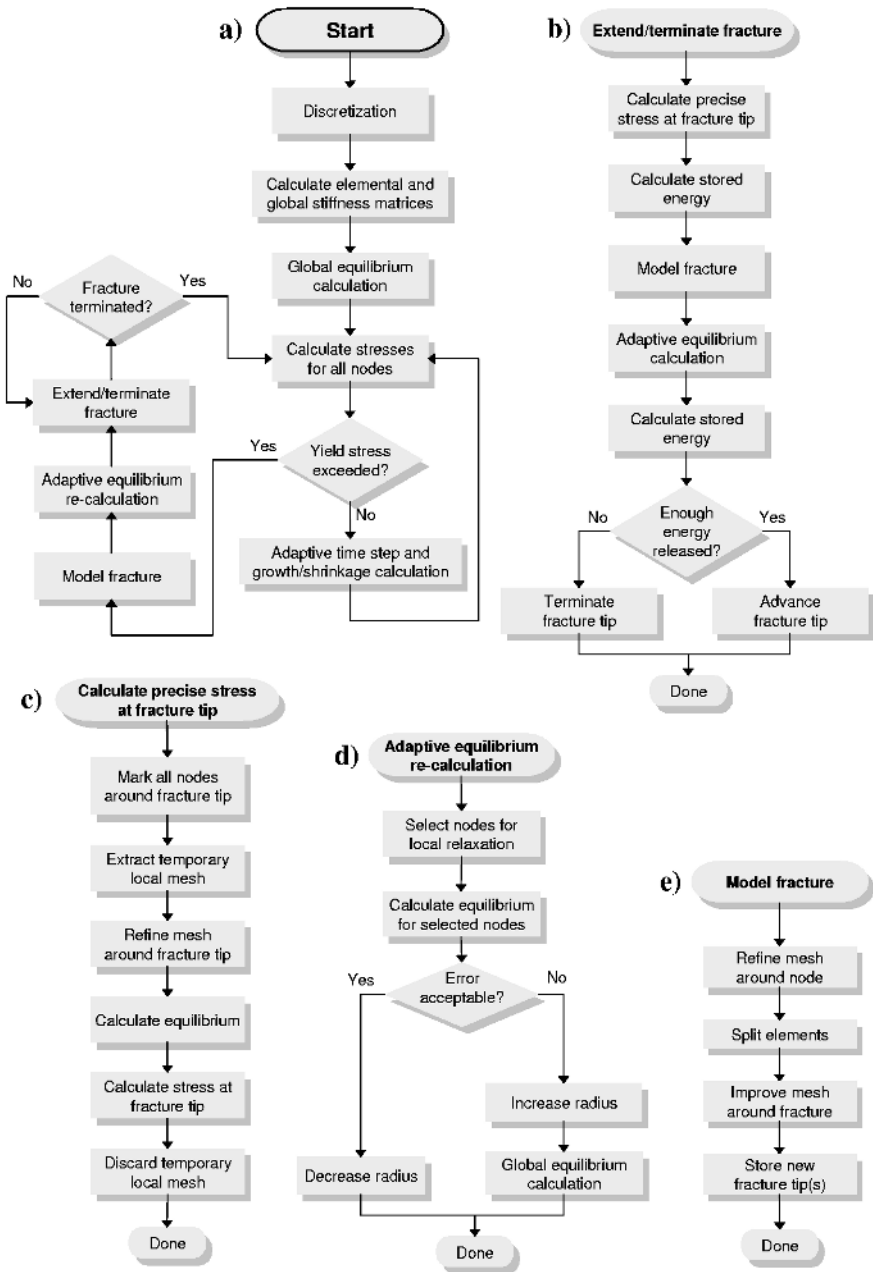 a)
Start
Discretization
Calculate elemental and
global stiffness matrices
Global equilibrium
calculation
No
Fracture
terminated?
Yes
Calculate stresses
for all nodes
Extend/terminate
fracture
Yes
Yield stress
exceeded?
Adaptive equilibrium
re-calculation
No
Adaptive time step and
growth/shrinkage calculation
Model fracture
b)
Extend/terminate fracture
Calculate precise
stress at fracture tip
Calculate stored
energy
Model fracture
Adaptive equilibrium
calculation
Calculate stored
energy
No
Enough
energy
released?
Yes
Terminate
fracture tip
Advance
fracture tip
Done
c)
Calculate precise stress
at fracture tip
Mark all nodes
around fracture tip
Extract temporary
local mesh
Refine mesh
around fracture tip
Calculate equilibrium
Calculate stress at
fracture tip
Discard temporary
local mesh
Done
d)
Adaptive equilibrium
re-calculation
Select nodes for
local relaxation
Calculate equilibrium
for selected nodes
Yes
Error
acceptable?
No
Increase radius
Decrease radius
Global equilibrium
calculation
Done
e)
Model fracture
Refine mesh
around node
Split elements
Improve mesh
around fracture
Store new
fracture tip(s)
Done